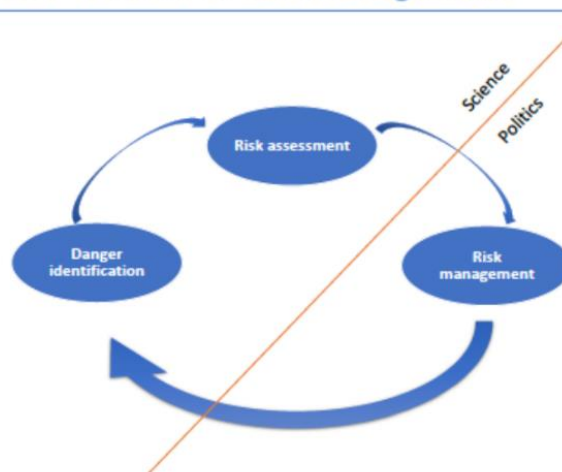 Science
Politics
Risk assessment
Danger
identification
Risk
management